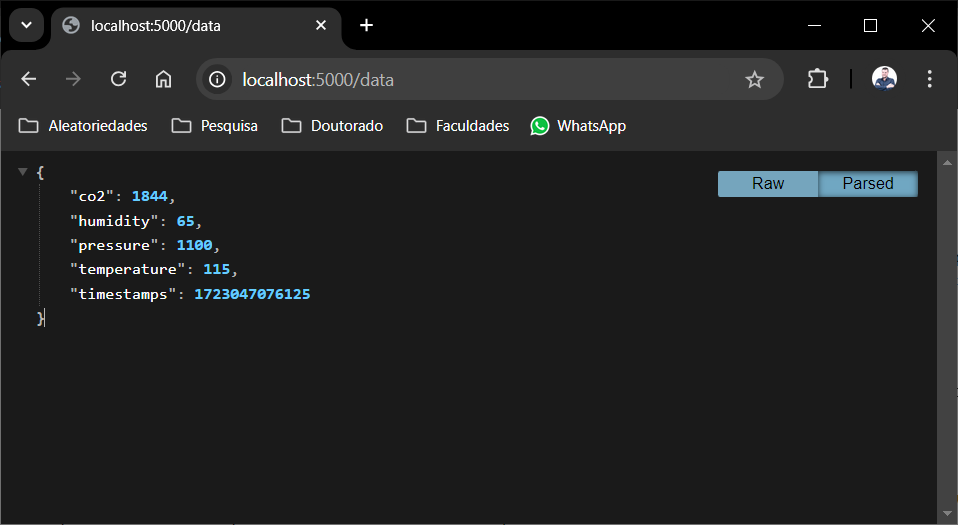 localhost:5000/data
localhost:5000/data
Aleatoriedades Pesquisa Doutorado Faculdades WhatsApp
Raw Parsed
{
"co2": 1844,
"humidity": 65,
"pressure": 1100,
"temperature": 115,
"timestamps": 1723047076125
}